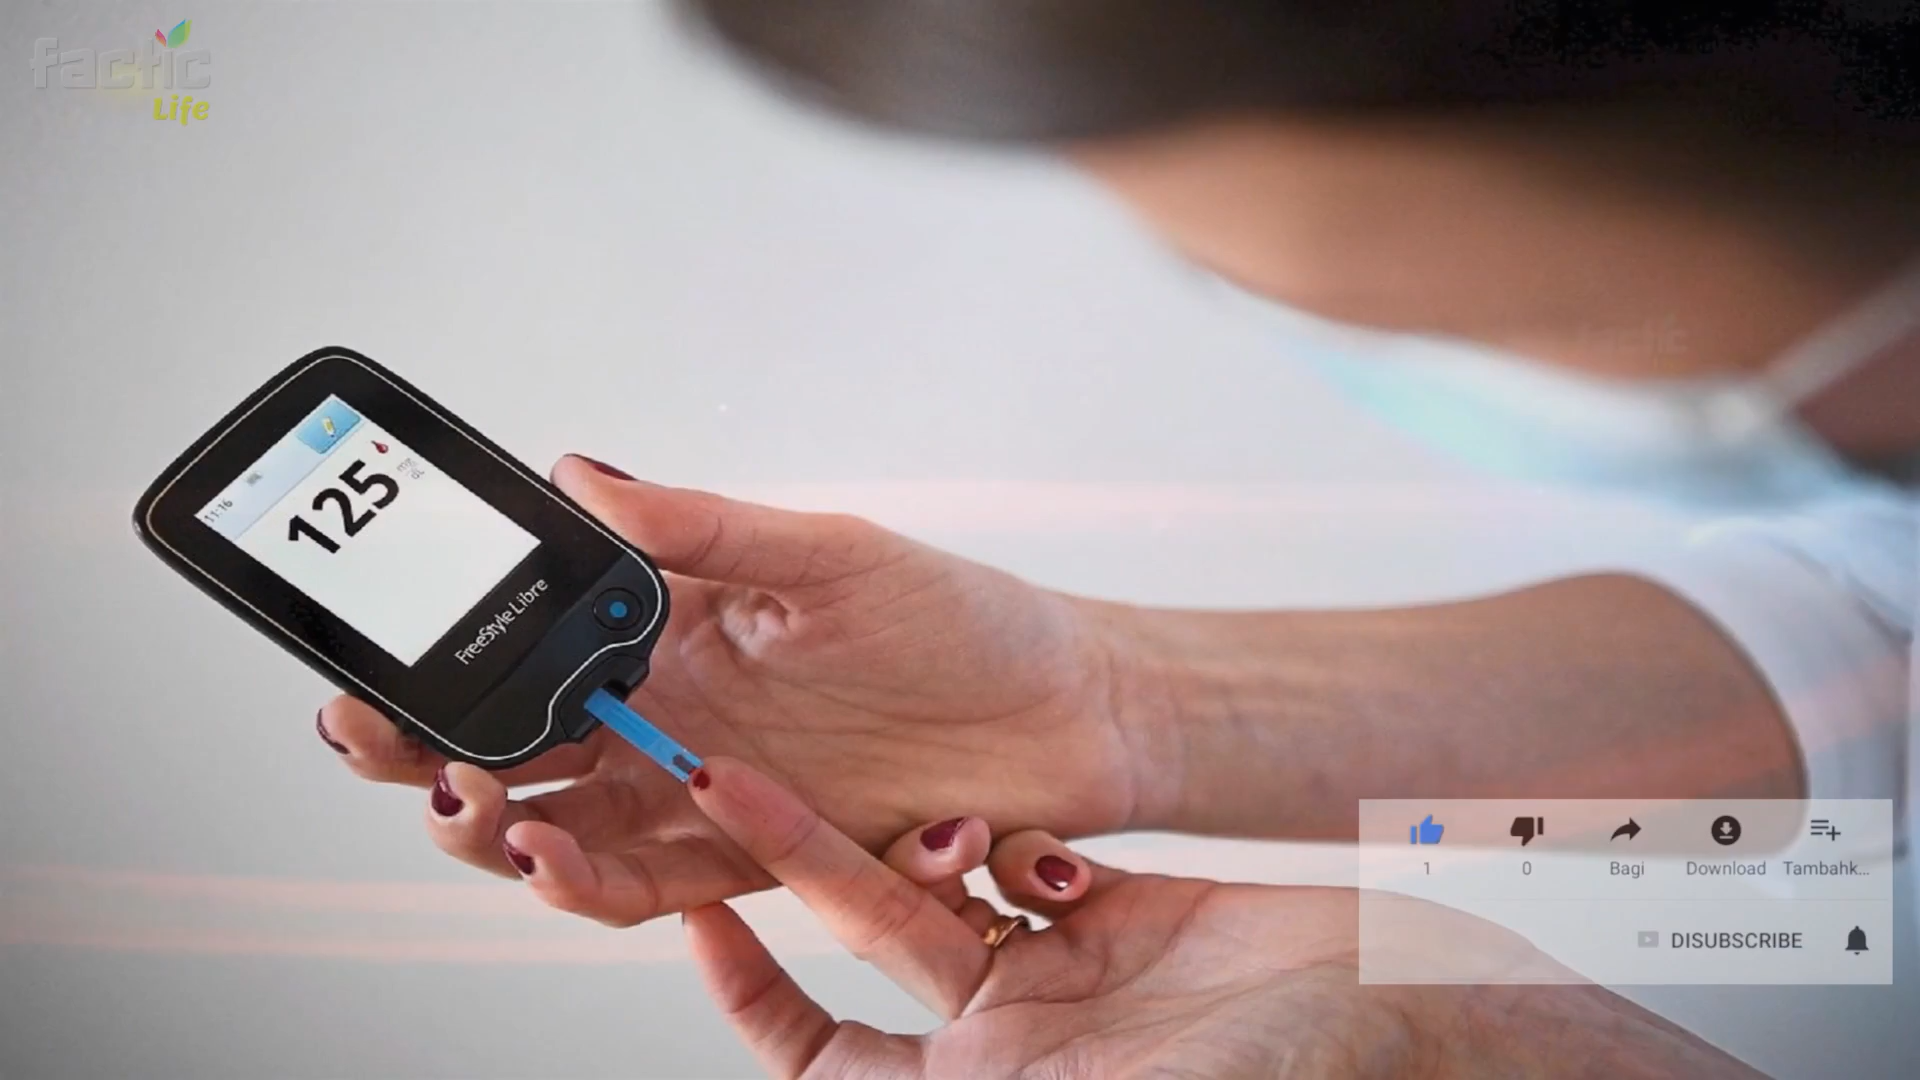 factic
Life
11:16
125
mg
dL
FreeStyle Libre
1
0
Bagi
Download
Tambahk...
DISUBSCRIBE